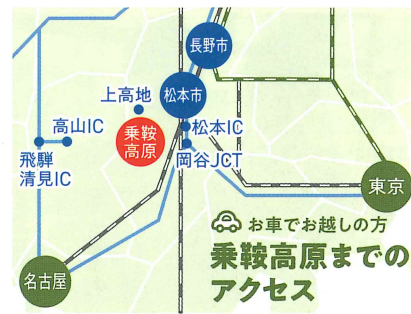 長野市
松本市
上高地
乗鞍
高原
松本IC
高山IC
岡谷JCT
飛騨
清見IC
東京
名古屋
お車でお越しの方
乗鞍高原までの
アクセス